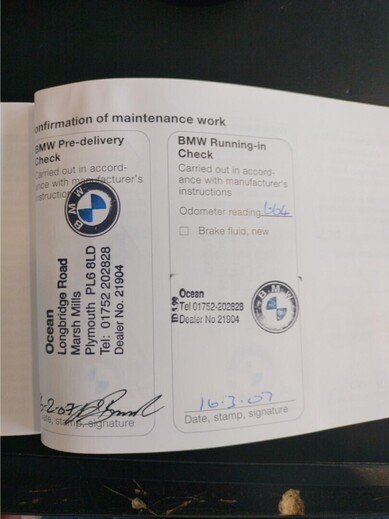 onfirmation of maintenance work
BMW Pre-delivery
Check
Carried out in accord-
ance with manufacturer's
instructions
BMW
Ocean
Longbridge Road
Marsh Mills
Plymouth PL6 8LD
Tel: 01752 202828
Dealer No. 21904
-2-07
Date, stamp, signature
BMW Running-in
Check
Carried out in accord-
ance with manufacturer's
instructions
Odometer reading 664
Brake fluid, new
Ocean
Tel 01752-202828
Dealer No 21904
BMW
16.3.07
Date, stamp, signature